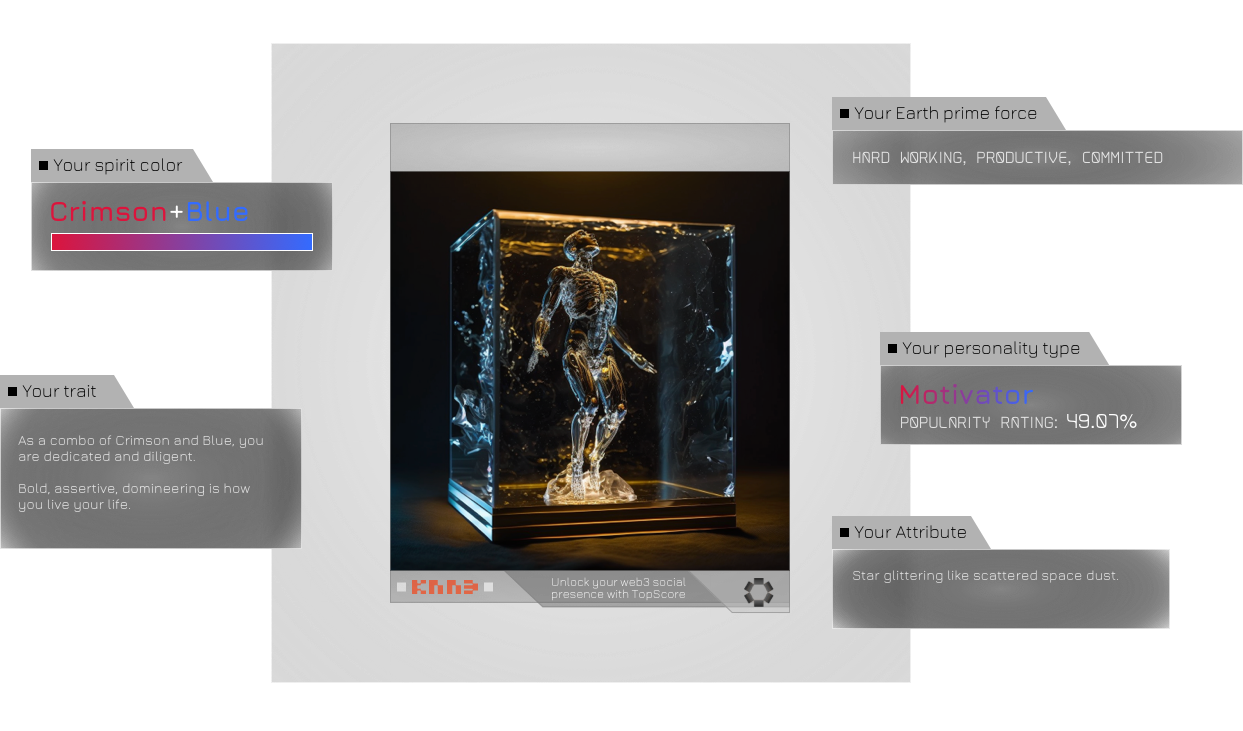 Your spirit color
Crimson+Blue
Your trait
As a combo of Crimson and Blue, you
are dedicated and diligent.
Bold, assertive, domineering is how
you live your life.
KNN3
Unlock your web3 social
presence with TopScore
Your Earth prime force
HARD WORKING, PRODUCTIVE, COMMITTED
Your personality type
Motivator
POPULARITY RATING: 49.07%
Your Attribute
Star glittering like scattered space dust.